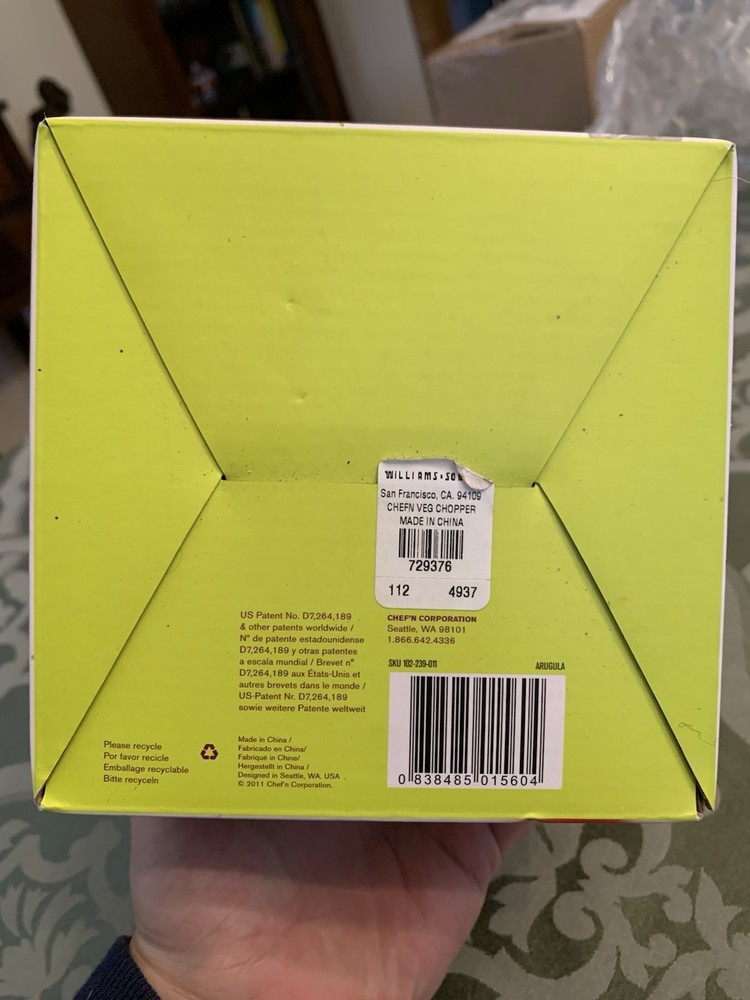 WILLIAMS-SON
San Francisco, CA. 94109
CHEFN VEG CHOPPER
MADE IN CHINA
729376
112 4937
US Patent No. D7,264,189
& other patents worldwide /
N° de patente estadounidense
D7,264,189 y otras patentes
a escala mundial / Brevet n°
D7,264,189 aux États-Unis et
autres brevets dans le monde /
US-Patent Nr. D7,264,189
sowie weitere Patente weltweit
CHEF'N CORPORATION
Seattle, WA 98101
1.866.642.4336
SKU 102-239-011 ARUGULA
0 838485 015604
Please recycle
Por favor recicle
Emballage recyclable
Bitte recyceln
Made in China /
Fabricado en China/
Fabriqué in Chine/
Hergestellt in China /
Designed in Seattle, WA. USA .
© 2011 Chef'n Corporation.